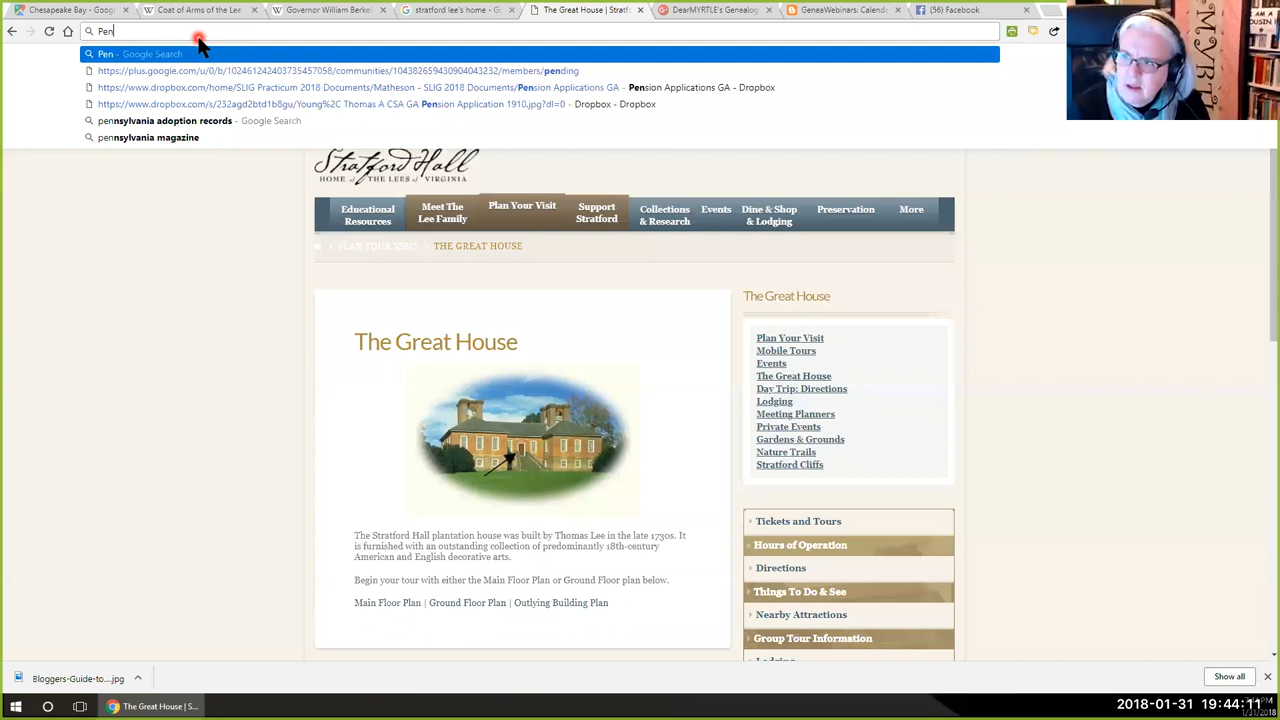 Chesapeake Bay - Goog
Coat of Arms of the Lee
Governor William Berkel
stratford lee's home - G
The Great House | Stratf
DearMYRTLE's Genealog
GeneaWebinars: Calenda
(56) Facebook
Pen
Pen - Google Search
https://plus.google.com/u/0/b/102461242403735457058/communities/104382659430904043232/members/pending
https://www.dropbox.com/home/SLIG Practicum 2018 Documents/Matheson - SLIG 2018 Documents/Pension Applications GA - Pension Applications GA - Dropbox
https://www.dropbox.com/s/232agd2btd1b8gu/Young%2C Thomas A CSA GA Pension Application 1910.jpg?dl=0 - Dropbox - Dropbox
pennsylvania adoption records - Google Search
pennsylvania magazine
Stratford Hall
HOME OF THE LEES OF VIRGINIA
Educational Resources
Meet The Lee Family
Plan Your Visit
Support Stratford
Collections & Research
Events
Dine & Shop & Lodging
Preservation
More
PLAN YOUR VISIT
THE GREAT HOUSE
The Great House
The Stratford Hall plantation house was built by Thomas Lee in the late 1730s. It
is furnished with an outstanding collection of predominantly 18th-century
American and English decorative arts.
Begin your tour with either the Main Floor Plan or Ground Floor plan below.
Main Floor Plan | Ground Floor Plan | Outlying Building Plan
The Great House
Plan Your Visit
Mobile Tours
Events
The Great House
Day Trip: Directions
Lodging
Meeting Planners
Private Events
Gardens & Grounds
Nature Trails
Stratford Cliffs
Tickets and Tours
Hours of Operation
Directions
Things To Do & See
Nearby Attractions
Group Tour Information
Lodging
Bloggers-Guide-to....jpg
Show all
The Great House | S...
2018-01-31 19:44:11
1/31/2018